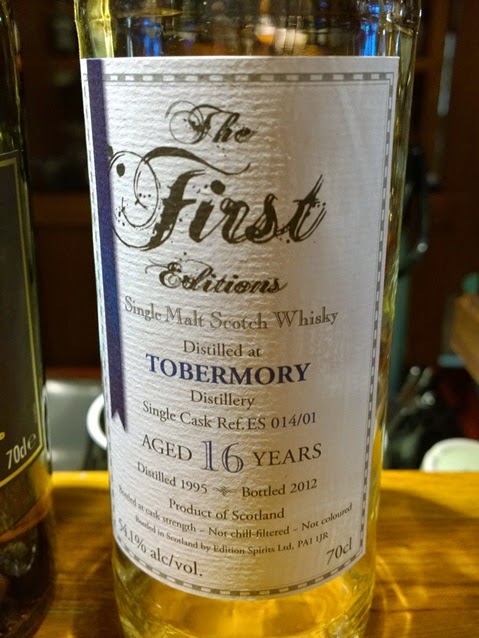 The
First
Editions
Single Malt Scotch Whisky
Distilled at
TOBERMORY
Distillery
Single Cask Ref. ES 014/01
AGED 16 YEARS
Distilled 1995 Bottled 2012
Product of Scotland
Bottled at cask strength ~ Not chill-filtered ~ Not coloured
Bottled in Scotland by Edition Spirits Ltd, PA1 1JR
56.1% alc/vol. 70cl
70cl e